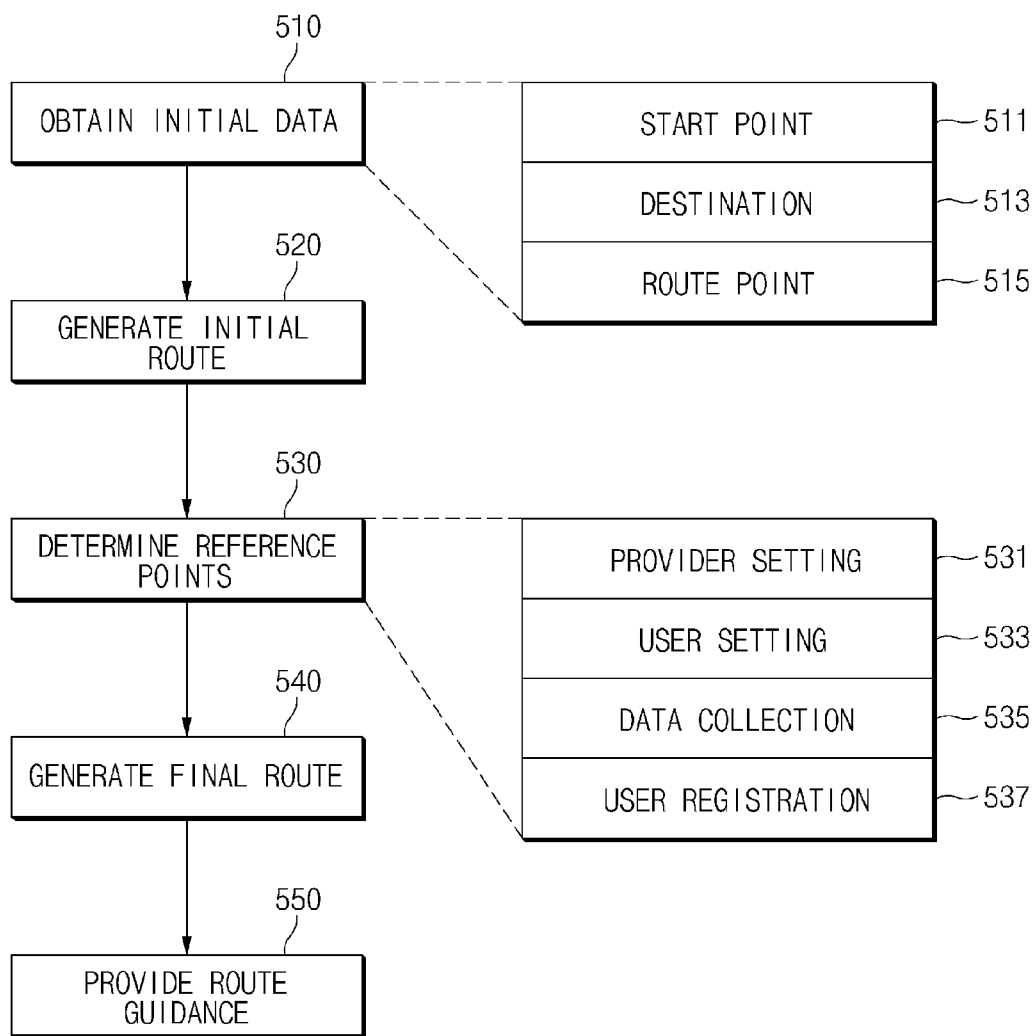 510
OBTAIN INITIAL DATA
START POINT
511
DESTINATION
513
ROUTE POINT
515
520
GENERATE INITIAL
ROUTE
530
DETERMINE REFERENCE
POINTS
PROVIDER SETTING
531
USER SETTING
533
DATA COLLECTION
535
USER REGISTRATION
537
540
GENERATE FINAL ROUTE
550
PROVIDE ROUTE
GUIDANCE